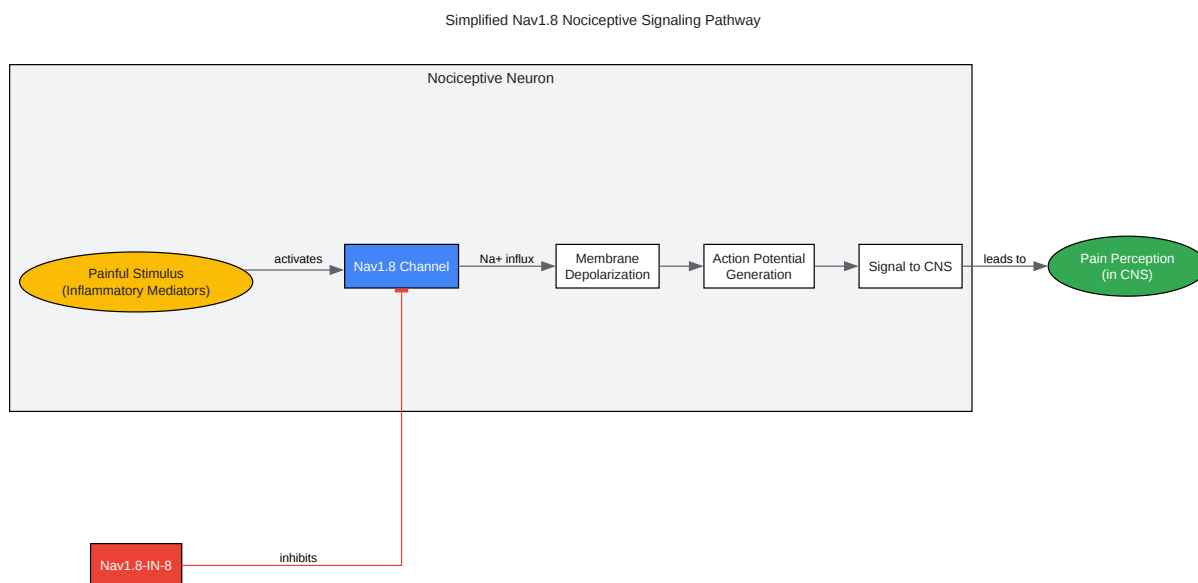 Simplified Nav1.8 Nociceptive Signaling Pathway
Nociceptive Neuron
Painful Stimulus
(Inflammatory Mediators)
activates
Nav1.8 Channel
Na+ influx
Membrane
Depolarization
Action Potential
Generation
Signal to CNS
leads to
Pain Perception
(in CNS)
Nav1.8-IN-8
inhibits